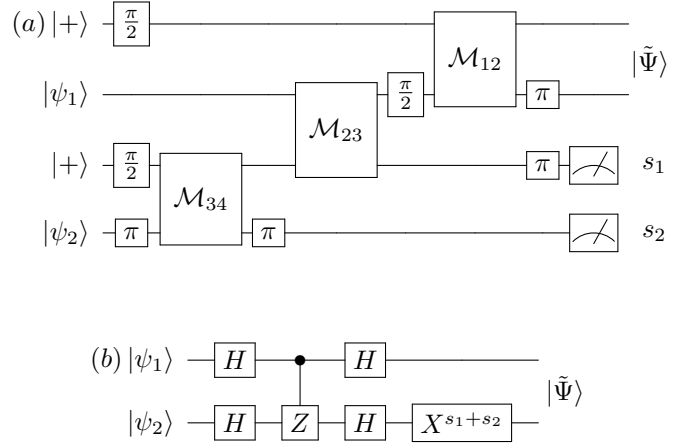 (a) |+⟩ π/2 M₁₂ |Ψ̃⟩
|ψ₁⟩ M₂₃ π/2 π
|+⟩ π/2 M₃₄ π s₁
|ψ₂⟩ π π s₂
(b) |ψ₁⟩ H H |Ψ̃⟩
|ψ₂⟩ H Z H X^{s₁+s₂}